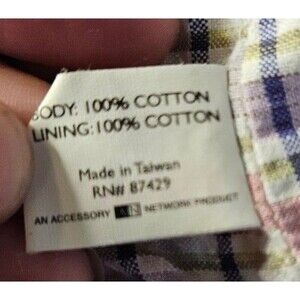 BODY: 100% COTTON
LINING:100% COTTON
Made in Taiwan
RN# 87429
AN ACCESSORY NETWORK PRODUCT